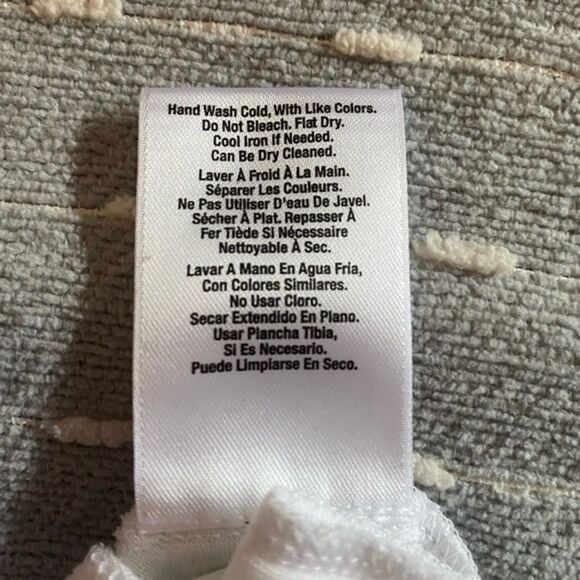 Hand Wash Cold, With Like Colors.
Do Not Bleach. Flat Dry.
Cool Iron If Needed.
Can Be Dry Cleaned.
Laver À Froid À La Main.
Séparer Les Couleurs.
Ne Pas Utiliser D'eau De Javel.
Sécher À Plat. Repasser À
Fer Tiède Si Nécessaire
Nettoyable À Sec.
Lavar A Mano En Agua Fría,
Con Colores Similares.
No Usar Cloro.
Secar Extendido En Plano.
Usar Plancha Tibia,
Si Es Necesario.
Puede Limpiarse En Seco.